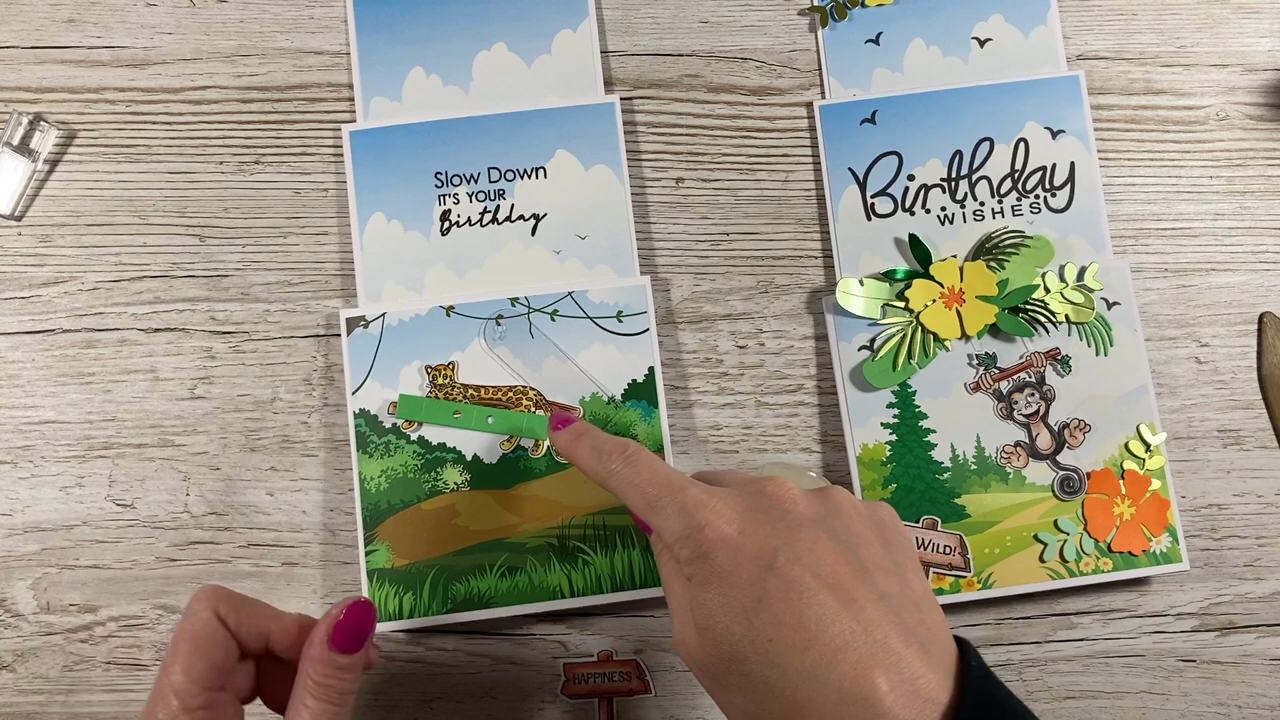 Slow Down
IT'S YOUR
Birthday
Birthday
WISHES
WILD!
HAPPINESS